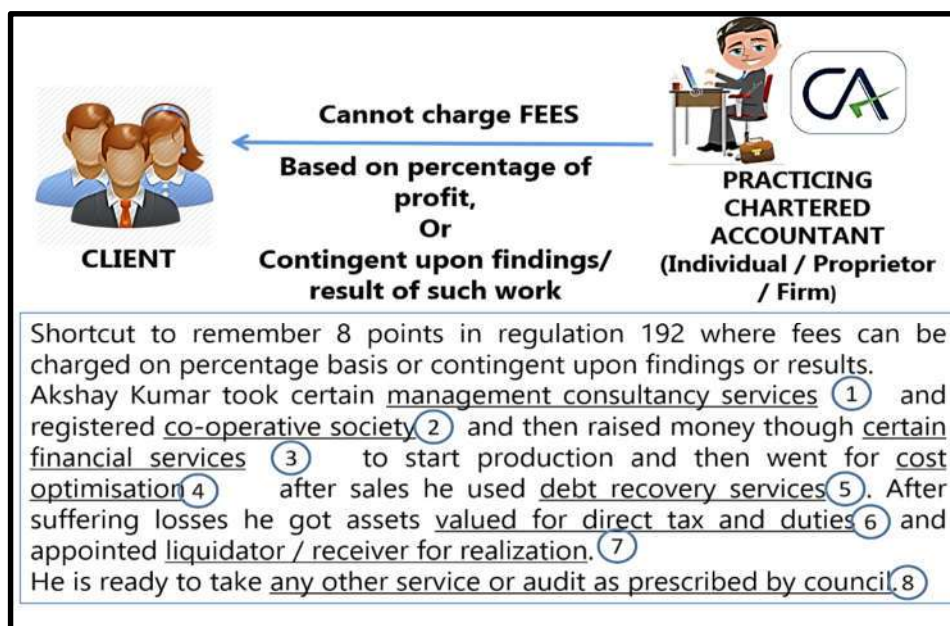 Cannot charge FEES
Based on percentage of
profit,
Or
Contingent upon findings/
result of such work
CLIENT
CA
PRACTICING
CHARTERED
ACCOUNTANT
(Individual / Proprietor
/ Firm)
Shortcut to remember 8 points in regulation 192 where fees can be
charged on percentage basis or contingent upon findings or results.
Akshay Kumar took certain management consultancy services 1 and
registered co-operative society 2 and then raised money though certain
financial services 3 to start production and then went for cost
optimisation 4 after sales he used debt recovery services 5. After
suffering losses he got assets valued for direct tax and duties 6 and
appointed liquidator / receiver for realization. 7
He is ready to take any other service or audit as prescribed by council. 8